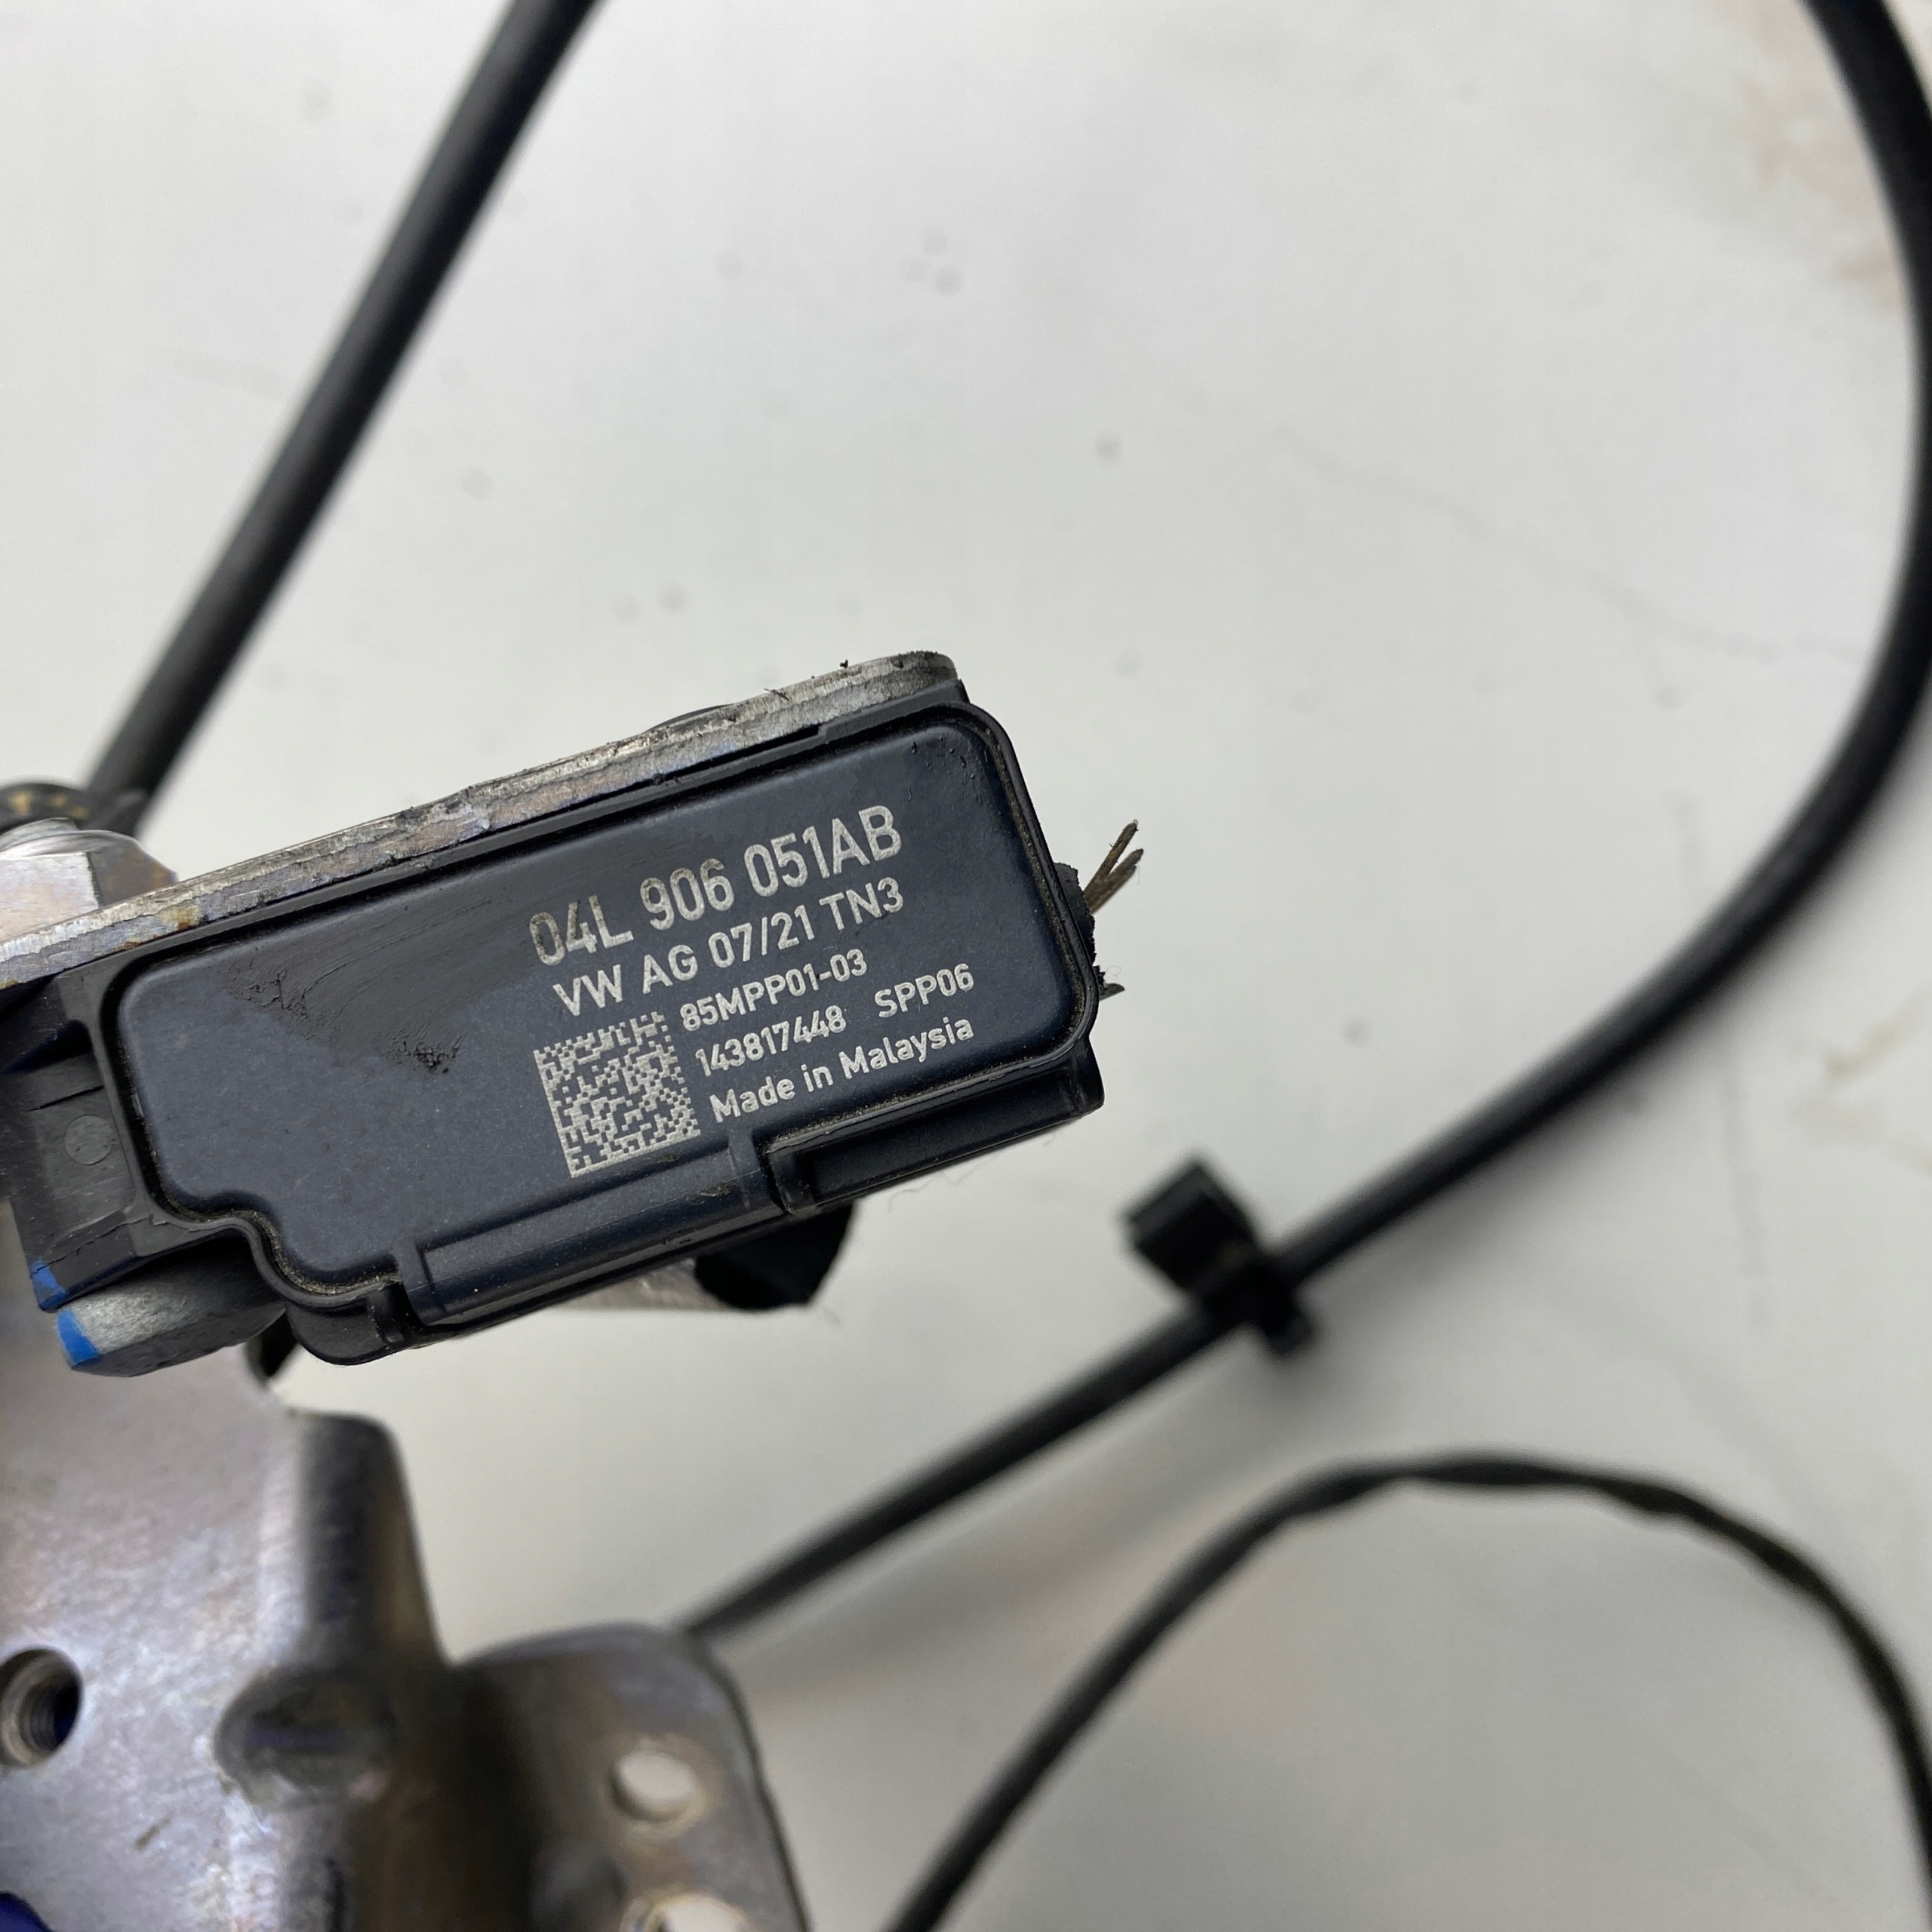 04L 906 051AB
VW AG 07/21 TN3
85MPP01-03
143817448 SPP06
Made in Malaysia